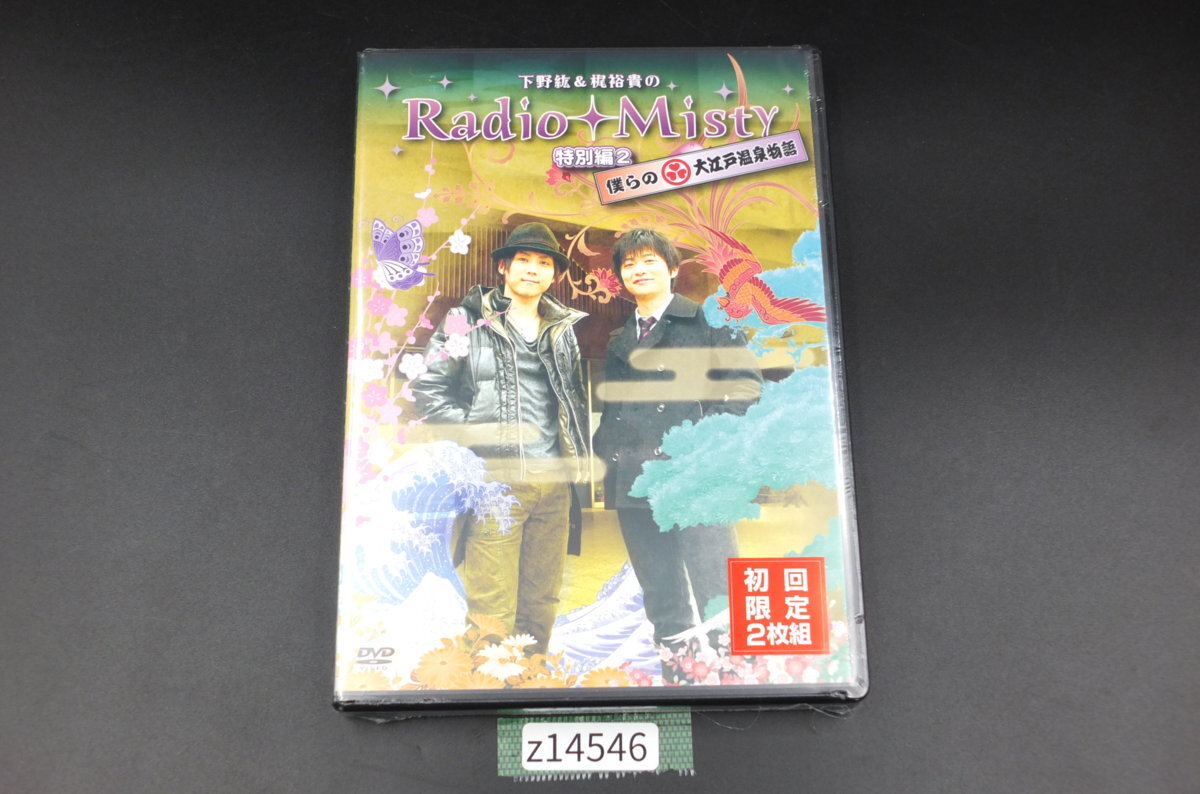 下野紘&梶裕貴の
Radio✦Misty
特別編2
僕らの 大江戸温泉物語
初回
限定
2枚組
DVD
VIDEO
z14546